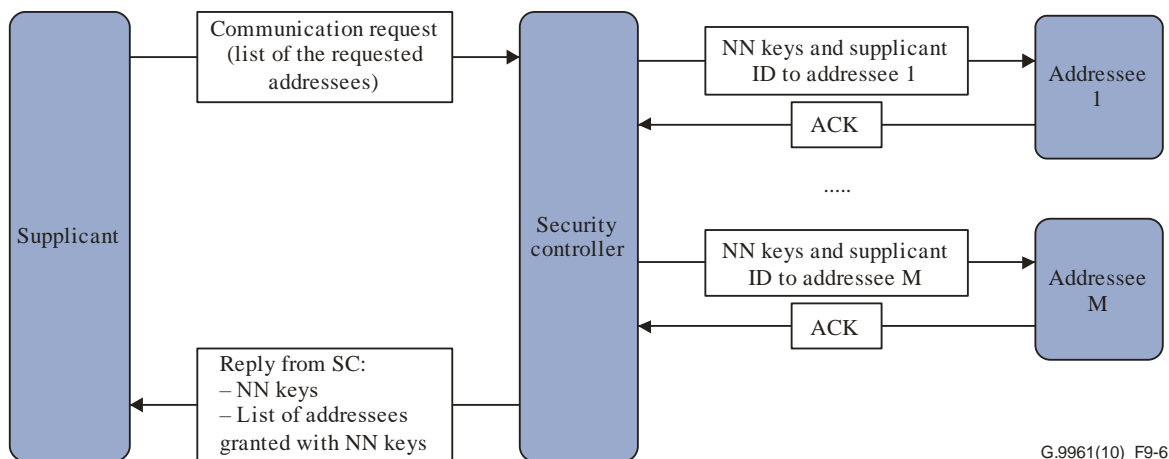 Communication request
(list of the requested
addressees)
NN keys and supplicant
ID to addressee 1
Addressee
1
ACK
.....
Supplicant
Security
controller
NN keys and supplicant
ID to addressee M
Addressee
M
ACK
Reply from SC:
– NN keys
– List of addressees
granted with NN keys
G.9961(10)_F9-6